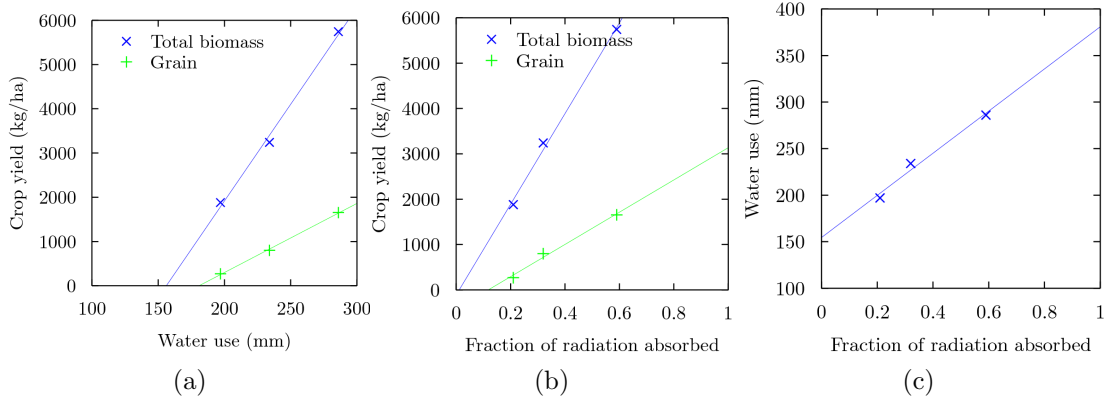 6000
5000
4000
3000
2000
1000
0
100
150
200
250
300
Crop yield (kg/ha)
Water use (mm)
Total biomass
Grain
(a)
6000
5000
4000
3000
2000
1000
0
0
0.2
0.4
0.6
0.8
1
Crop yield (kg/ha)
Fraction of radiation absorbed
Total biomass
Grain
(b)
400
350
300
250
200
150
100
0
0.2
0.4
0.6
0.8
1
Water use (mm)
Fraction of radiation absorbed
(c)